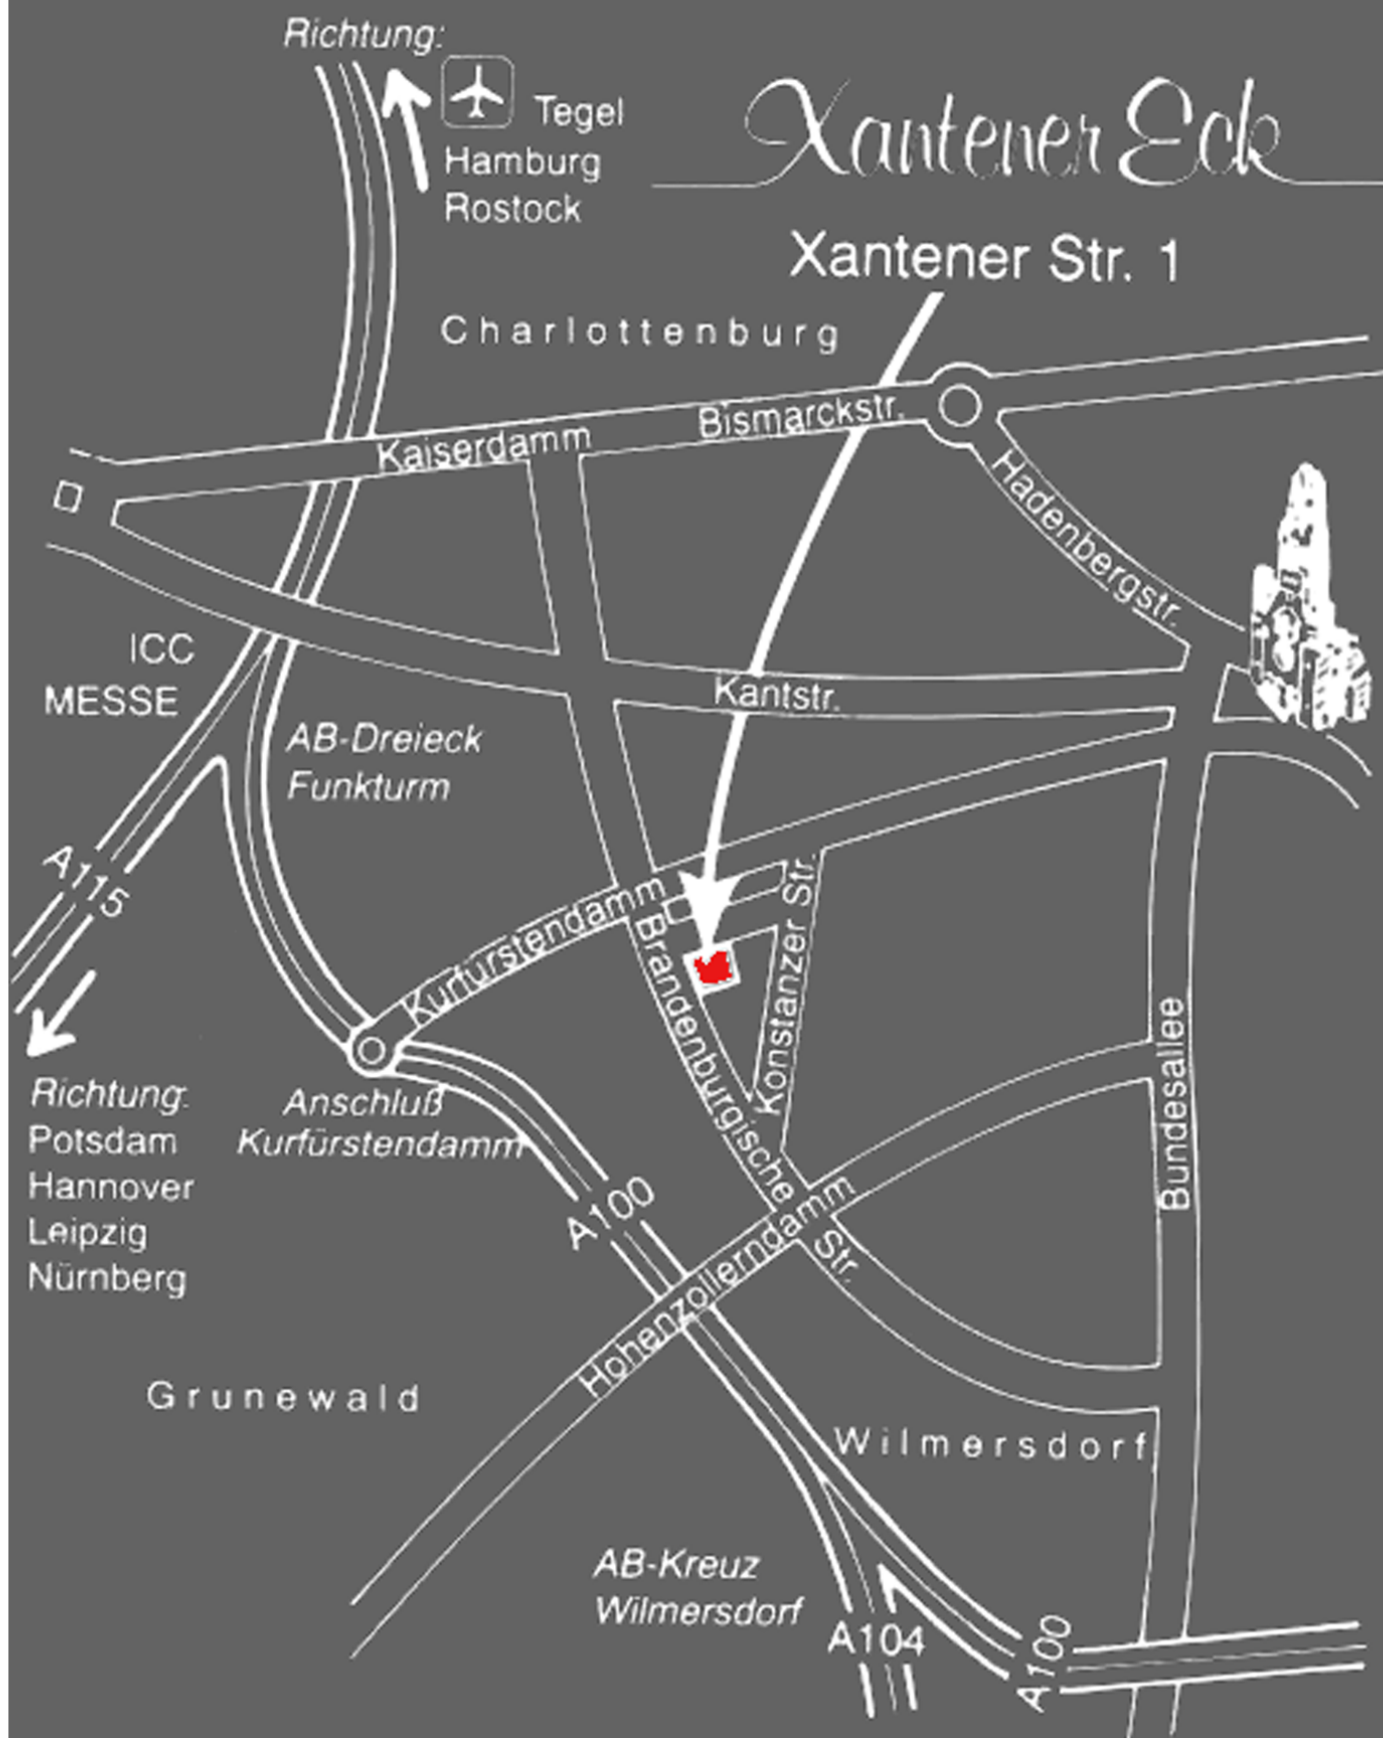 Richtung:
Tegel
Hamburg
Rostock
Xantener Eck
Xantener Str. 1
Charlottenburg
Bismarckstr.
Kaiserdamm
Hadenbergstr.
ICC
MESSE
Kantstr.
AB-Dreieck
Funkturm
A115
Kurfürstendamm
Konstanzer Str.
Brandenburgische Str.
Bundesallee
Richtung:
Potsdam
Hannover
Leipzig
Nürnberg
Anschluß
Kurfürstendamm
A100
Hohenzollerndamm
Grunewald
Wilmersdorf
AB-Kreuz
Wilmersdorf
A104
A100